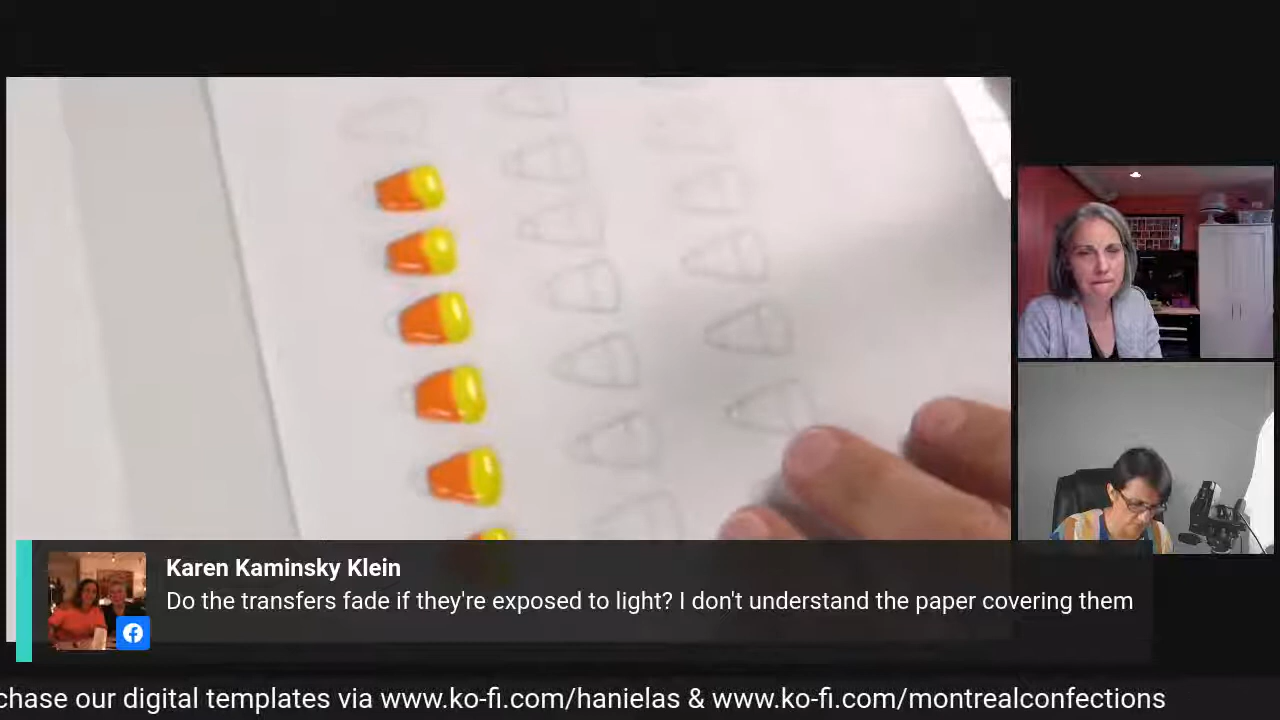 Karen Kaminsky Klein
Do the transfers fade if they're exposed to light? I don't understand the paper covering them
chase our digital templates via www.ko-fi.com/hanielas & www.ko-fi.com/montrealconfections